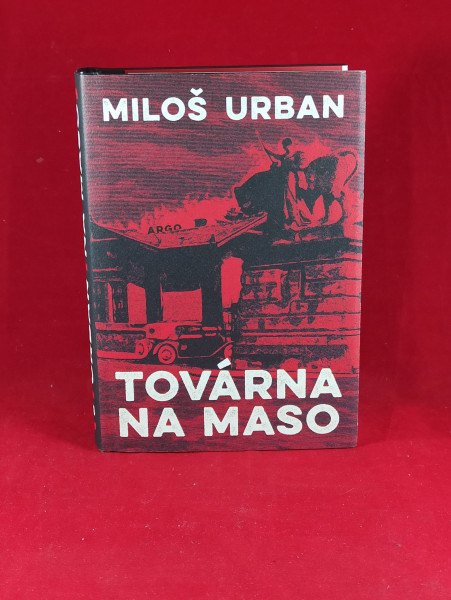 MILOŠ URBAN
ARGO
TOVÁRNA
NA MASO